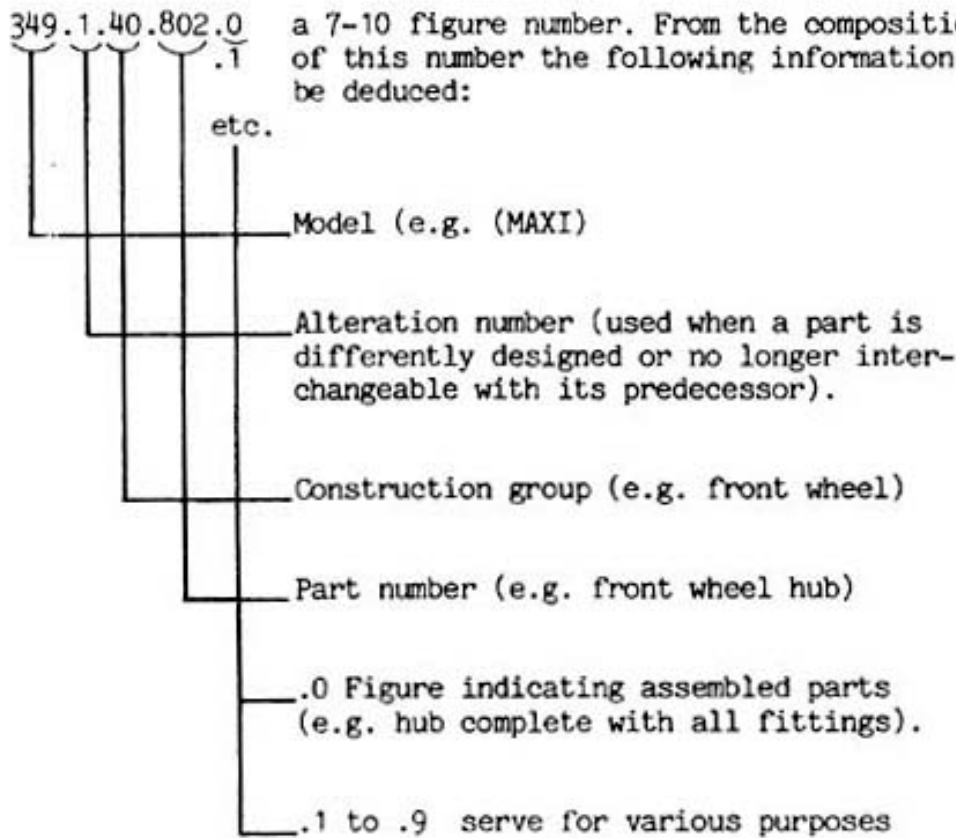 349.1.40.802.0 a 7-10 figure number. From the compositi
.1 of this number the following information
be deduced:
etc.
Model (e.g. (MAXI)
Alteration number (used when a part is
differently designed or no longer inter-
changeable with its predecessor).
Construction group (e.g. front wheel)
Part number (e.g. front wheel hub)
.0 Figure indicating assembled parts
(e.g. hub complete with all fittings).
.1 to .9 serve for various purposes